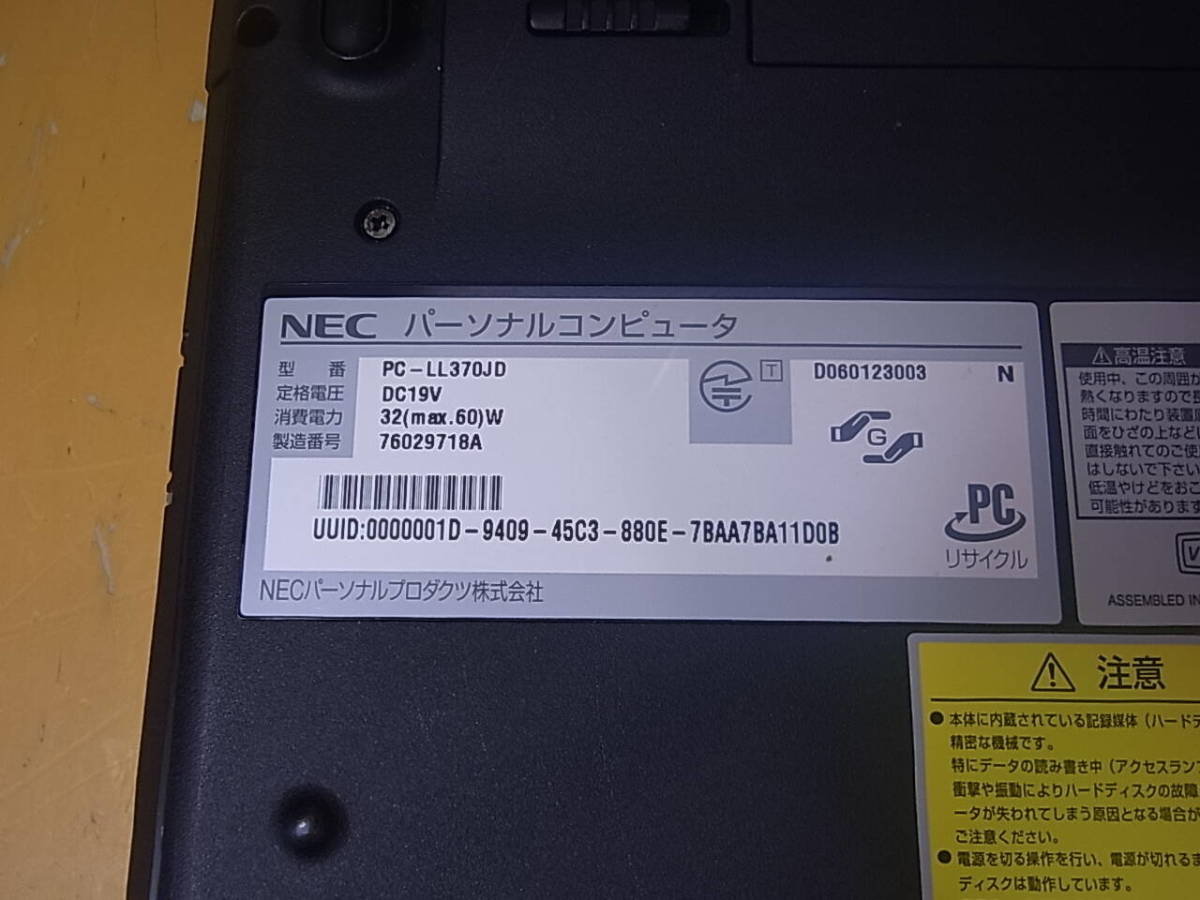 NEC パーソナルコンピュータ
型 番 PC-LL370JD
定格電圧 DC19V
消費電力 32(max.60)W
製造番号 76029718A
T
D060123003 N
G
UUID:0000001D-9409-45C3-880E-7BAA7BA11D0B
PC
リサイクル
NECパーソナルプロダクツ株式会社
高温注意
使用中、この周囲が
熱くなりますので長
時間にわたり装置底
面をひざの上などに
直接触れてのご使用
はしないで下さい
低温やけどをおこ
可能性があります
ASSEMBLED IN
注意
●本体に内蔵されている記録媒体（ハードデ
精密な機械です。
特にデータの読み書き中（アクセスランプ
衝撃や振動によりハードディスクの故障
ータが失われてしまう原因となる場合が
ご注意ください。
●電源を切る操作を行い、電源が切れるま
ディスクは動作しています。